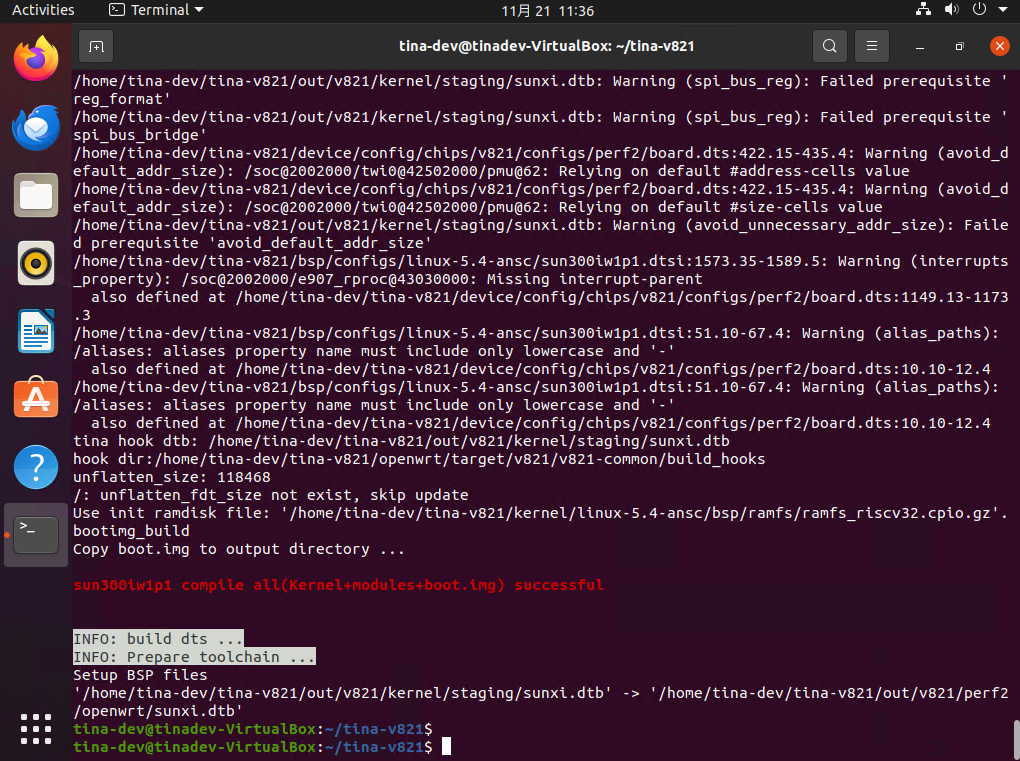 Activities
Terminal
11月 21 11:36
tina-dev@tinadev-VirtualBox: ~/tina-v821
/home/tina-dev/tina-v821/out/v821/kernel/staging/sunxi.dtb: Warning (spi_bus_reg): Failed prerequisite '
reg_format'
/home/tina-dev/tina-v821/out/v821/kernel/staging/sunxi.dtb: Warning (spi_bus_reg): Failed prerequisite '
spi_bus_bridge'
/home/tina-dev/tina-v821/device/config/chips/v821/configs/perf2/board.dts:422.15-435.4: Warning (avoid_d
efault_addr_size): /soc@2002000/twi0@42502000/pmu@62: Relying on default #address-cells value
/home/tina-dev/tina-v821/device/config/chips/v821/configs/perf2/board.dts:422.15-435.4: Warning (avoid_d
efault_addr_size): /soc@2002000/twi0@42502000/pmu@62: Relying on default #size-cells value
/home/tina-dev/tina-v821/out/v821/kernel/staging/sunxi.dtb: Warning (avoid_unnecessary_addr_size): Faile
d prerequisite 'avoid_default_addr_size'
/home/tina-dev/tina-v821/bsp/configs/linux-5.4-ansc/sun300iw1p1.dtsi:1573.35-1589.5: Warning (interrupts
_property): /soc@2002000/e907_rproc@43030000: Missing interrupt-parent
  also defined at /home/tina-dev/tina-v821/device/config/chips/v821/configs/perf2/board.dts:1149.13-1173
.3
/home/tina-dev/tina-v821/bsp/configs/linux-5.4-ansc/sun300iw1p1.dtsi:51.10-67.4: Warning (alias_paths):
/aliases: aliases property name must include only lowercase and '-'
  also defined at /home/tina-dev/tina-v821/device/config/chips/v821/configs/perf2/board.dts:10.10-12.4
/home/tina-dev/tina-v821/bsp/configs/linux-5.4-ansc/sun300iw1p1.dtsi:51.10-67.4: Warning (alias_paths):
/aliases: aliases property name must include only lowercase and '-'
  also defined at /home/tina-dev/tina-v821/device/config/chips/v821/configs/perf2/board.dts:10.10-12.4
tina hook dtb: /home/tina-dev/tina-v821/out/v821/kernel/staging/sunxi.dtb
hook dir:/home/tina-dev/tina-v821/openwrt/target/v821/v821-common/build_hooks
unflatten_size: 118468
/: unflatten_fdt_size not exist, skip update
Use init ramdisk file: '/home/tina-dev/tina-v821/kernel/linux-5.4-ansc/bsp/ramfs/ramfs_riscv32.cpio.gz'.
bootimg_build
Copy boot.img to output directory ...
sun300iw1p1 compile all(Kernel+modules+boot.img) successful
INFO: build dts ...
INFO: Prepare toolchain ...
Setup BSP files
'/home/tina-dev/tina-v821/out/v821/kernel/staging/sunxi.dtb' -> '/home/tina-dev/tina-v821/out/v821/perf2
/openwrt/sunxi.dtb'
tina-dev@tinadev-VirtualBox:~/tina-v821$
tina-dev@tinadev-VirtualBox:~/tina-v821$